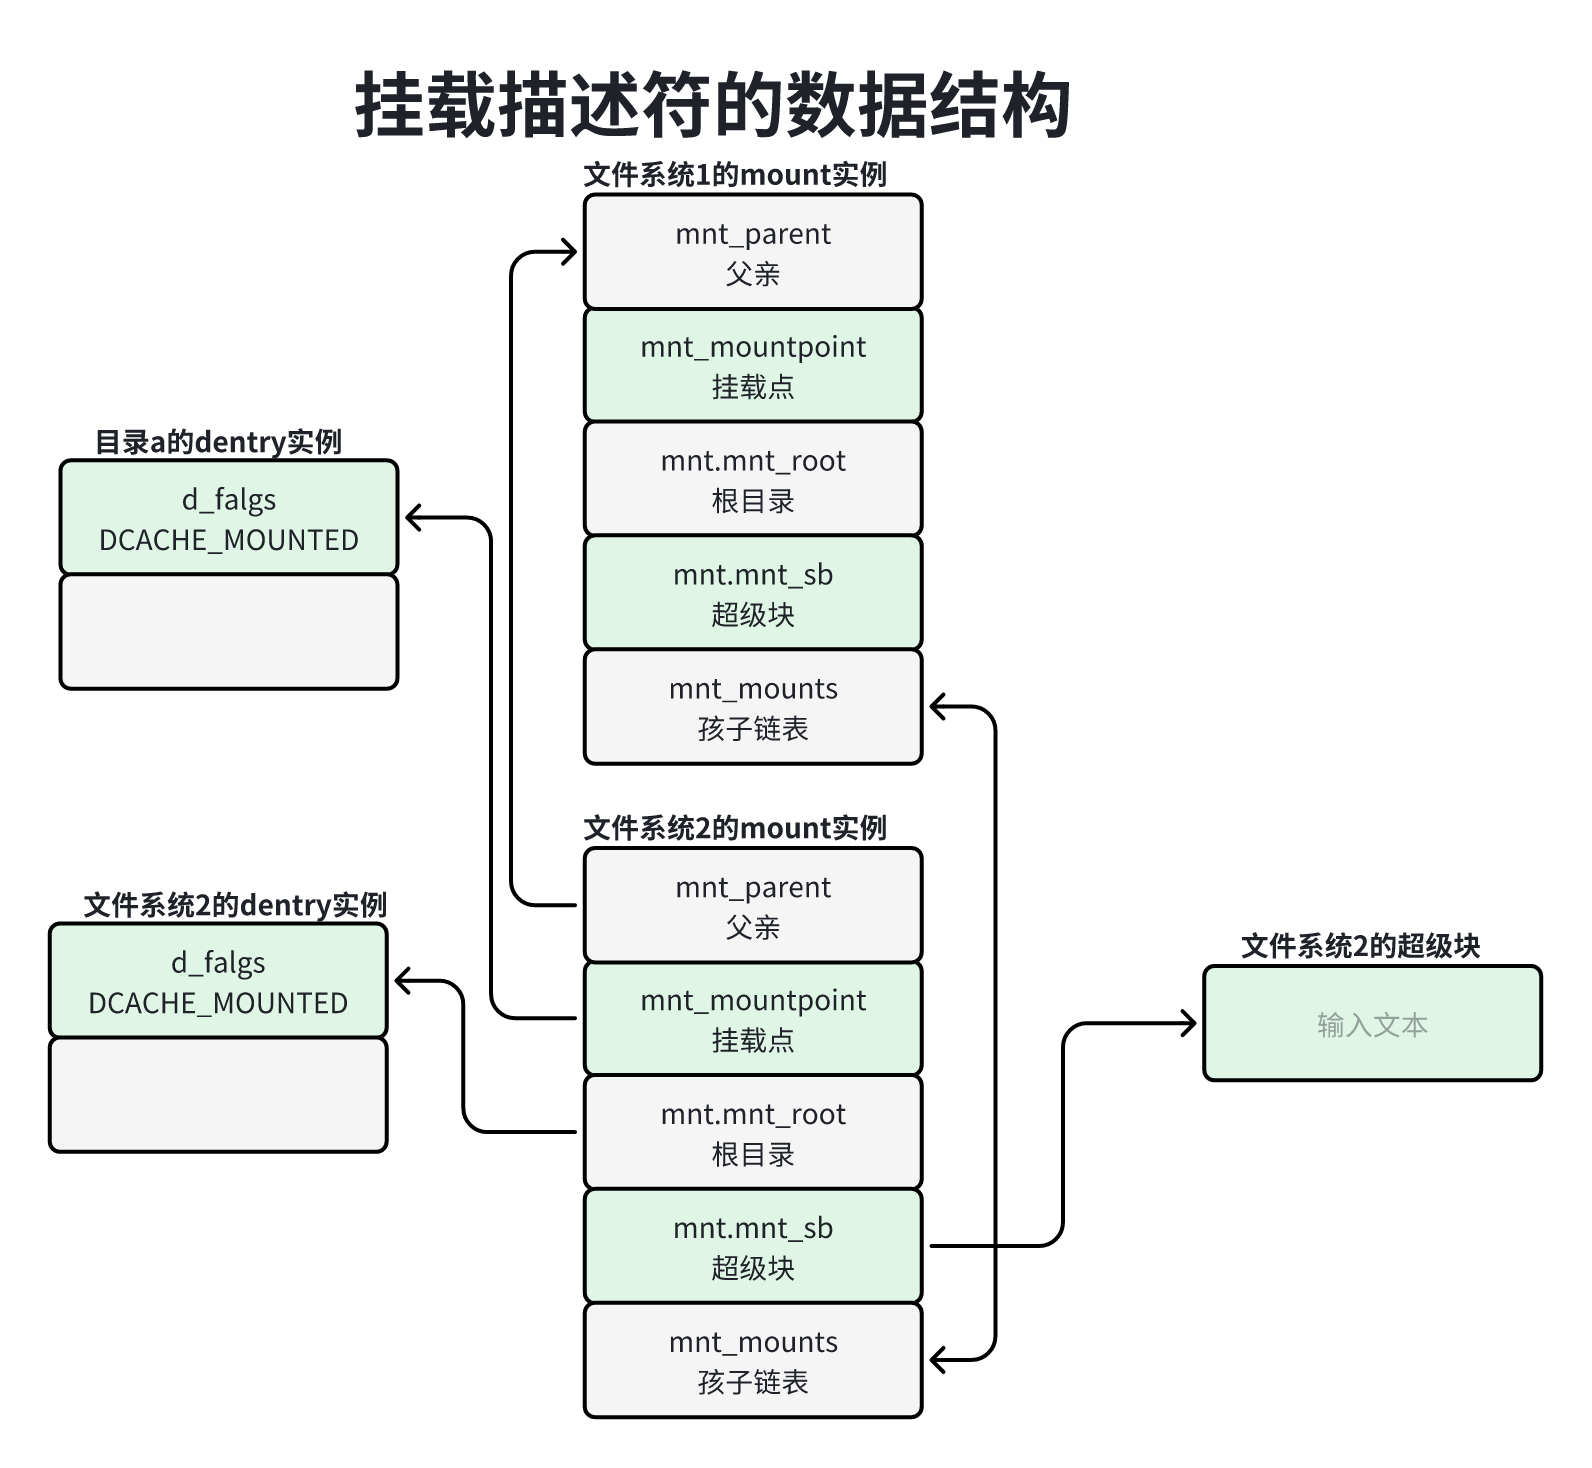 挂载描述符的数据结构
文件系统1的mount实例
mnt_parent
父亲
mnt_mountpoint
挂载点
mnt.mnt_root
根目录
mnt.mnt_sb
超级块
mnt_mounts
孩子链表
目录a的dentry实例
d_falgs
DCACHE_MOUNTED
文件系统2的mount实例
mnt_parent
父亲
mnt_mountpoint
挂载点
mnt.mnt_root
根目录
mnt.mnt_sb
超级块
mnt_mounts
孩子链表
文件系统2的dentry实例
d_falgs
DCACHE_MOUNTED
文件系统2的超级块
输入文本